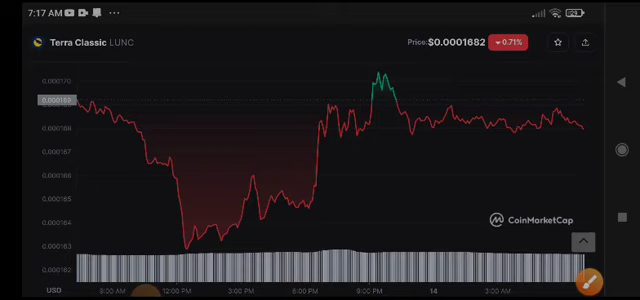 7:17 AM
Terra Classic LUNC
Price: $0.0001682 0.71%
0.000170
0.000169
0.000168
0.000167
0.000166
0.000165
0.000164
0.000163
0.000162
CoinMarketCap
USD 9:30 AM 12:00 PM 3:00 PM 6:00 PM 9:00 PM 14 3:00 AM